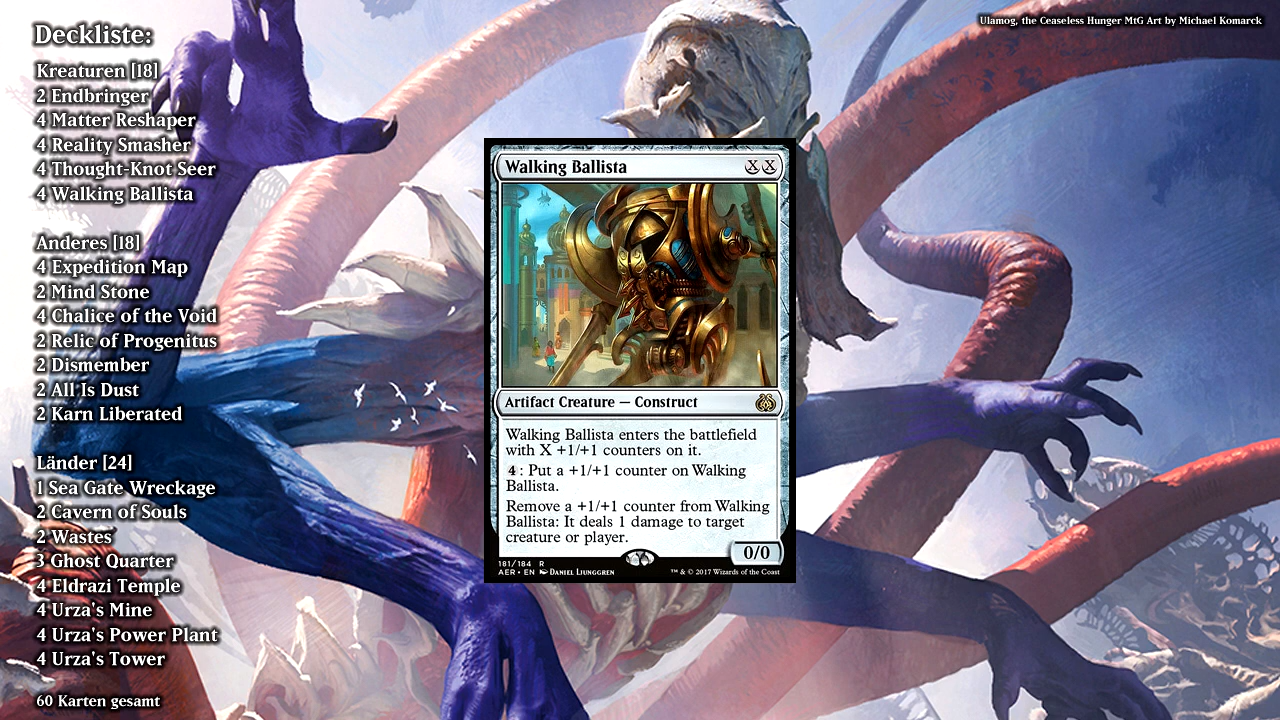 Deckliste:
Kreaturen [18]
2 Endbringer
4 Matter Reshaper
4 Reality Smasher
4 Thought-Knot Seer
4 Walking Ballista
Anderes [18]
4 Expedition Map
2 Mind Stone
4 Chalice of the Void
2 Relic of Progenitus
2 Dismember
2 All Is Dust
2 Karn Liberated
Länder [24]
1 Sea Gate Wreckage
2 Cavern of Souls
2 Wastes
3 Ghost Quarter
4 Eldrazi Temple
4 Urza's Mine
4 Urza's Power Plant
4 Urza's Tower
60 Karten gesamt
Ulamog, the Ceaseless Hunger MtG Art by Michael Komarck
Walking Ballista XX
Artifact Creature — Construct
Walking Ballista enters the battlefield
with X +1/+1 counters on it.
4: Put a +1/+1 counter on Walking
Ballista.
Remove a +1/+1 counter from Walking
Ballista: It deals 1 damage to target
creature or player.
0/0
181/184 R
AER • EN Daniel Ljunggren
™ & © 2017 Wizards of the Coast